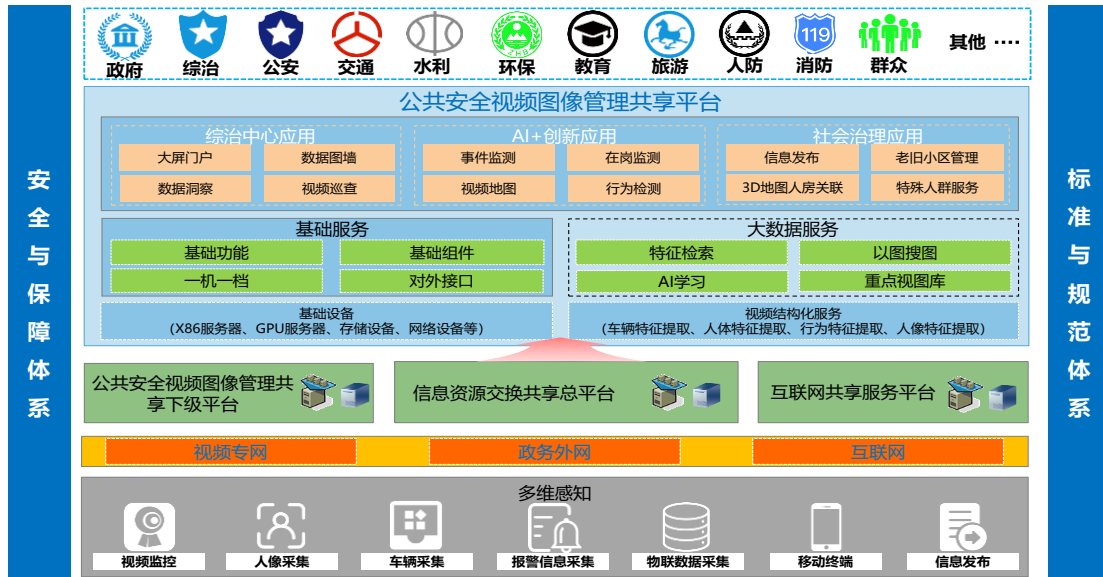 安全与保障体系
标准与规范体系
政府
综治
公安
交通
水利
环保
教育
旅游
人防
119
消防
群众
其他 ····
公共安全视频图像管理共享平台
综治中心应用
大屏门户
数据图墙
数据洞察
视频巡查
AI+创新应用
事件监测
在岗监测
视频地图
行为检测
社会治理应用
信息发布
老旧小区管理
3D地图人房关联
特殊人群服务
基础服务
基础功能
基础组件
一机一档
对外接口
大数据服务
特征检索
以图搜图
AI学习
重点视图库
基础设备
(X86服务器、GPU服务器、存储设备、网络设备等)
视频结构化服务
(车辆特征提取、人体特征提取、行为特征提取、人像特征提取)
公共安全视频图像管理共
享下级平台
信息资源交换共享总平台
互联网共享服务平台
视频专网
政务外网
互联网
多维感知
视频监控
人像采集
车辆采集
报警信息采集
物联数据采集
移动终端
信息发布